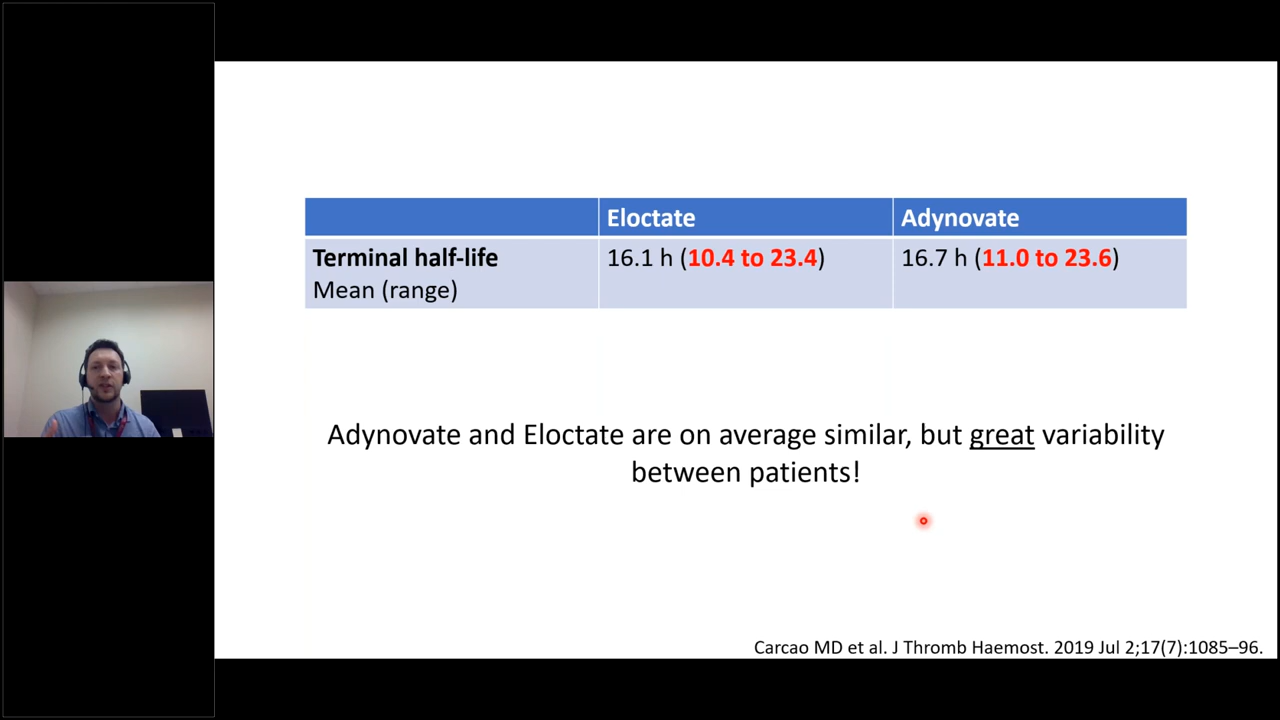 Eloctate
Adynovate
Terminal half-life
Mean (range)
16.1 h (10.4 to 23.4)
16.7 h (11.0 to 23.6)
Adynovate and Eloctate are on average similar, but great variability
between patients!
Carcao MD et al. J Thromb Haemost. 2019 Jul 2;17(7):1085–96.